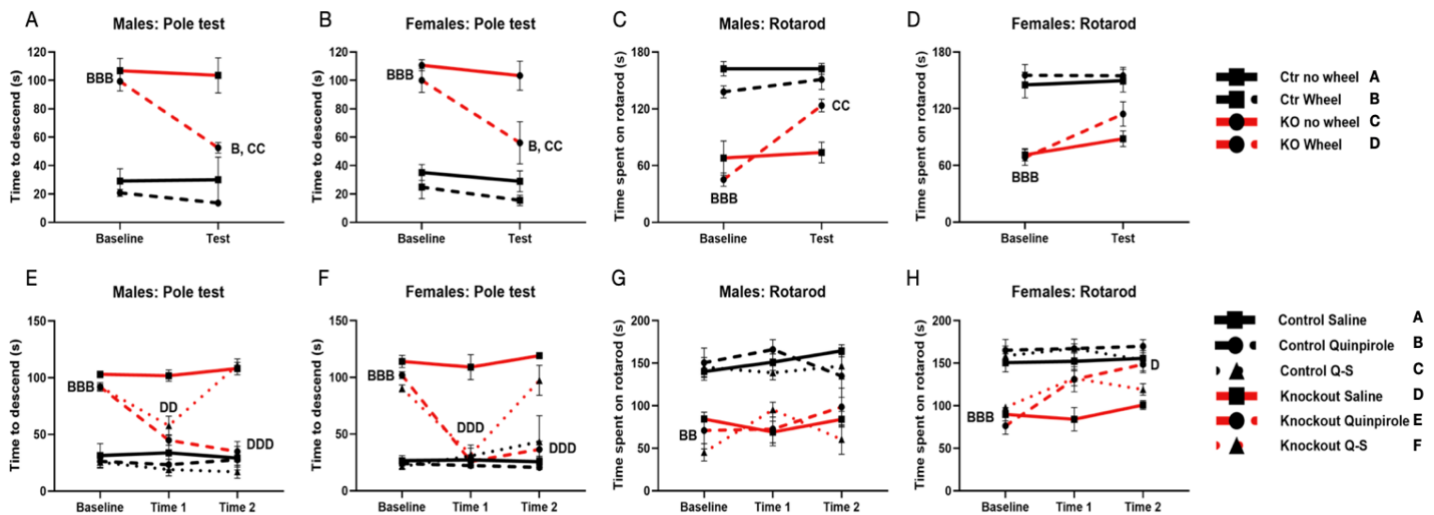 A
Males: Pole test
Time to descend (s)
120
100
80
60
40
20
0
BBB
B, CC
Baseline
Test
B
Females: Pole test
Time to descend (s)
120
100
80
60
40
20
0
BBB
B, CC
Baseline
Test
C
Males: Rotarod
Time spent on rotarod (s)
180
120
60
0
BBB
CC
Baseline
Test
D
Females: Rotarod
Time spent on rotarod (s)
180
120
60
0
BBB
Baseline
Test
Ctr no wheel A
Ctr Wheel B
KO no wheel C
KO Wheel D
E
Males: Pole test
Time to descend (s)
150
100
50
0
BBB
DD
DDD
Baseline
Time 1
Time 2
F
Females: Pole test
Time to descend (s)
150
100
50
0
BBB
DDD
DDD
Baseline
Time 1
Time 2
G
Males: Rotarod
Time spent on rotarod (s)
200
150
100
50
0
BB
Baseline
Time 1
Time 2
H
Females: Rotarod
Time spent on rotarod (s)
200
150
100
50
0
BBB
D
Baseline
Time 1
Time 2
Control Saline A
Control Quinpirole B
Control Q-S C
Knockout Saline D
Knockout Quinpirole E
Knockout Q-S F